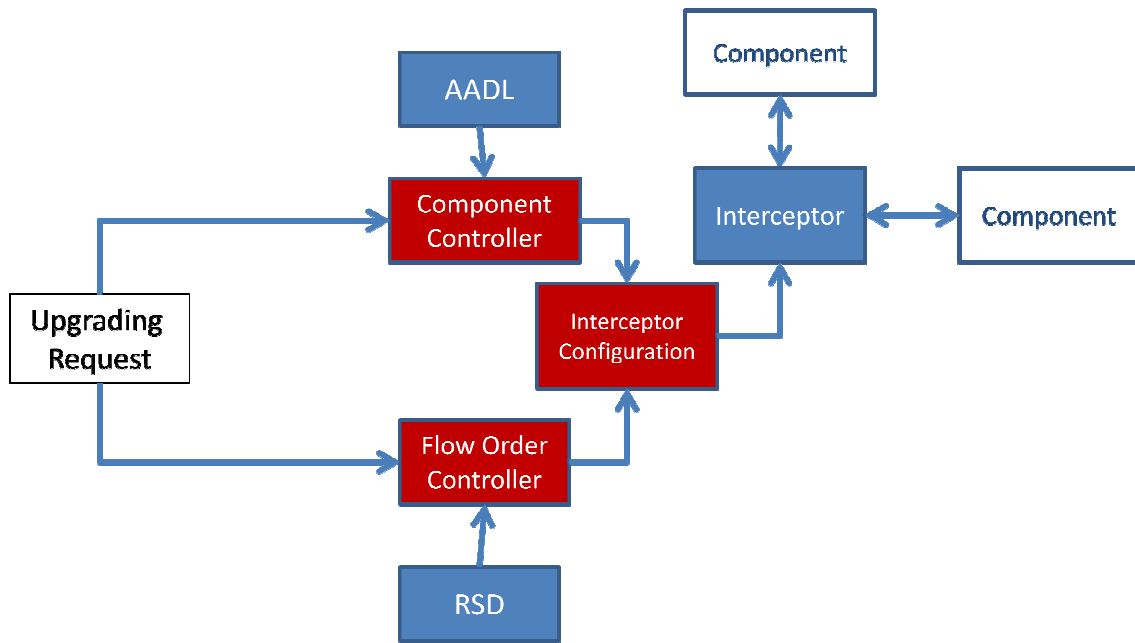 Component
AADL
Component
Controller
Interceptor
Component
Upgrading
Request
Interceptor
Configuration
Flow Order
Controller
RSD